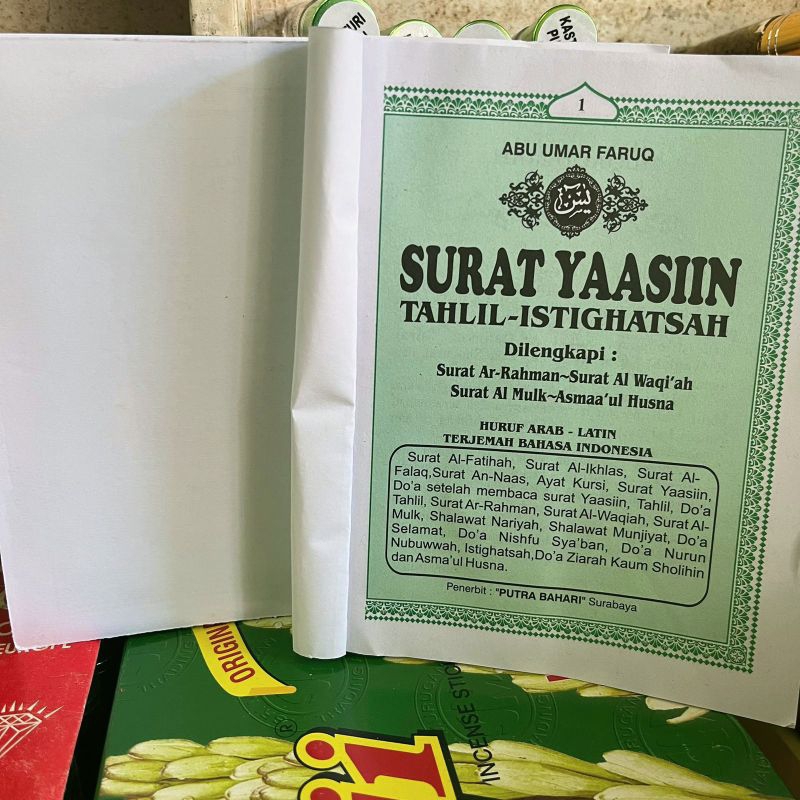 1
ABU UMAR FARUQ
يس
SURAT YAASIIN
TAHLIL-ISTIGHATSAH
Dilengkapi :
Surat Ar-Rahman~Surat Al Waqi'ah
Surat Al Mulk~Asmaa'ul Husna
HURUF ARAB - LATIN
TERJEMAH BAHASA INDONESIA
Surat Al-Fatihah, Surat Al-Ikhlas, Surat Al-
Falaq,Surat An-Naas, Ayat Kursi, Surat Yaasiin,
Do'a setelah membaca surat Yaasiin, Tahlil, Do'a
Tahlil, Surat Ar-Rahman, Surat Al-Waqiah, Surat Al-
Mulk, Shalawat Nariyah, Shalawat Munjiyat, Do'a
Selamat, Do'a Nishfu Sya'ban, Do'a Nurun
Nubuwwah, Istighatsah,Do'a Ziarah Kaum Sholihin
dan Asma'ul Husna.
Penerbit : "PUTRA BAHARI" Surabaya
INCENSE